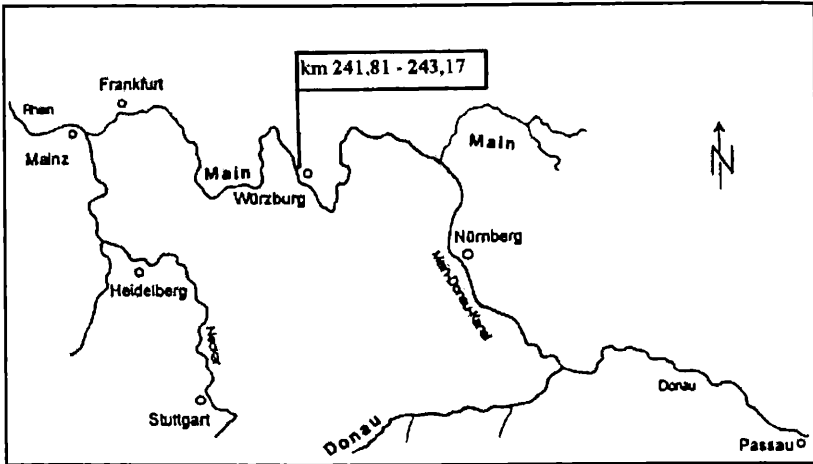 km 241,81 - 243,17
Frankfurt
Rhein
Mainz
Main
Main
Würzburg
N
Nürnberg
Heidelberg
Main-Donau-Kanal
Neckar
Donau
Stuttgart
Donau
Passau